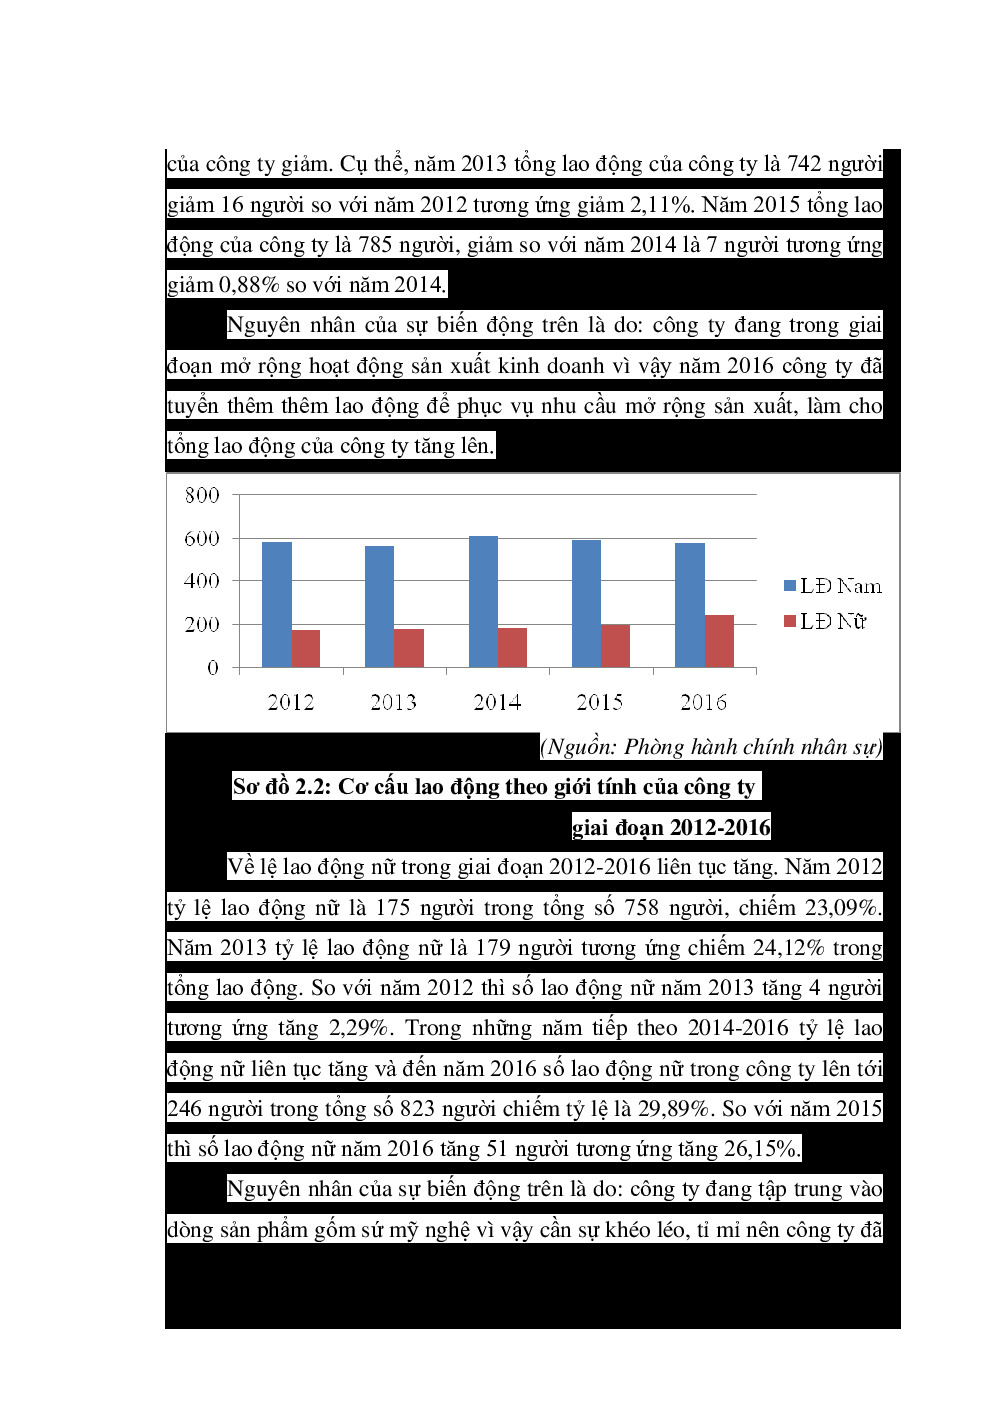 của công ty giảm. Cụ thể, năm 2013 tổng lao động của công ty là 742 người
giảm 16 người so với năm 2012 tương ứng giảm 2,11%. Năm 2015 tổng lao
động của công ty là 785 người, giảm so với năm 2014 là 7 người tương ứng
giảm 0,88% so với năm 2014.
Nguyên nhân của sự biến động trên là do: công ty đang trong giai
đoạn mở rộng hoạt động sản xuất kinh doanh vì vậy năm 2016 công ty đã
tuyển thêm thêm lao động để phục vụ nhu cầu mở rộng sản xuất, làm cho
tổng lao động của công ty tăng lên.
800
600
400
200
0
2012 2013 2014 2015 2016
LĐ Nam
LĐ Nữ
(Nguồn: Phòng hành chính nhân sự)
Sơ đồ 2.2: Cơ cấu lao động theo giới tính của công ty
giai đoạn 2012-2016
Về lệ lao động nữ trong giai đoạn 2012-2016 liên tục tăng. Năm 2012
tỷ lệ lao động nữ là 175 người trong tổng số 758 người, chiếm 23,09%.
Năm 2013 tỷ lệ lao động nữ là 179 người tương ứng chiếm 24,12% trong
tổng lao động. So với năm 2012 thì số lao động nữ năm 2013 tăng 4 người
tương ứng tăng 2,29%. Trong những năm tiếp theo 2014-2016 tỷ lệ lao
động nữ liên tục tăng và đến năm 2016 số lao động nữ trong công ty lên tới
246 người trong tổng số 823 người chiếm tỷ lệ là 29,89%. So với năm 2015
thì số lao động nữ năm 2016 tăng 51 người tương ứng tăng 26,15%.
Nguyên nhân của sự biến động trên là do: công ty đang tập trung vào
dòng sản phẩm gốm sứ mỹ nghệ vì vậy cần sự khéo léo, tỉ mỉ nên công ty đã